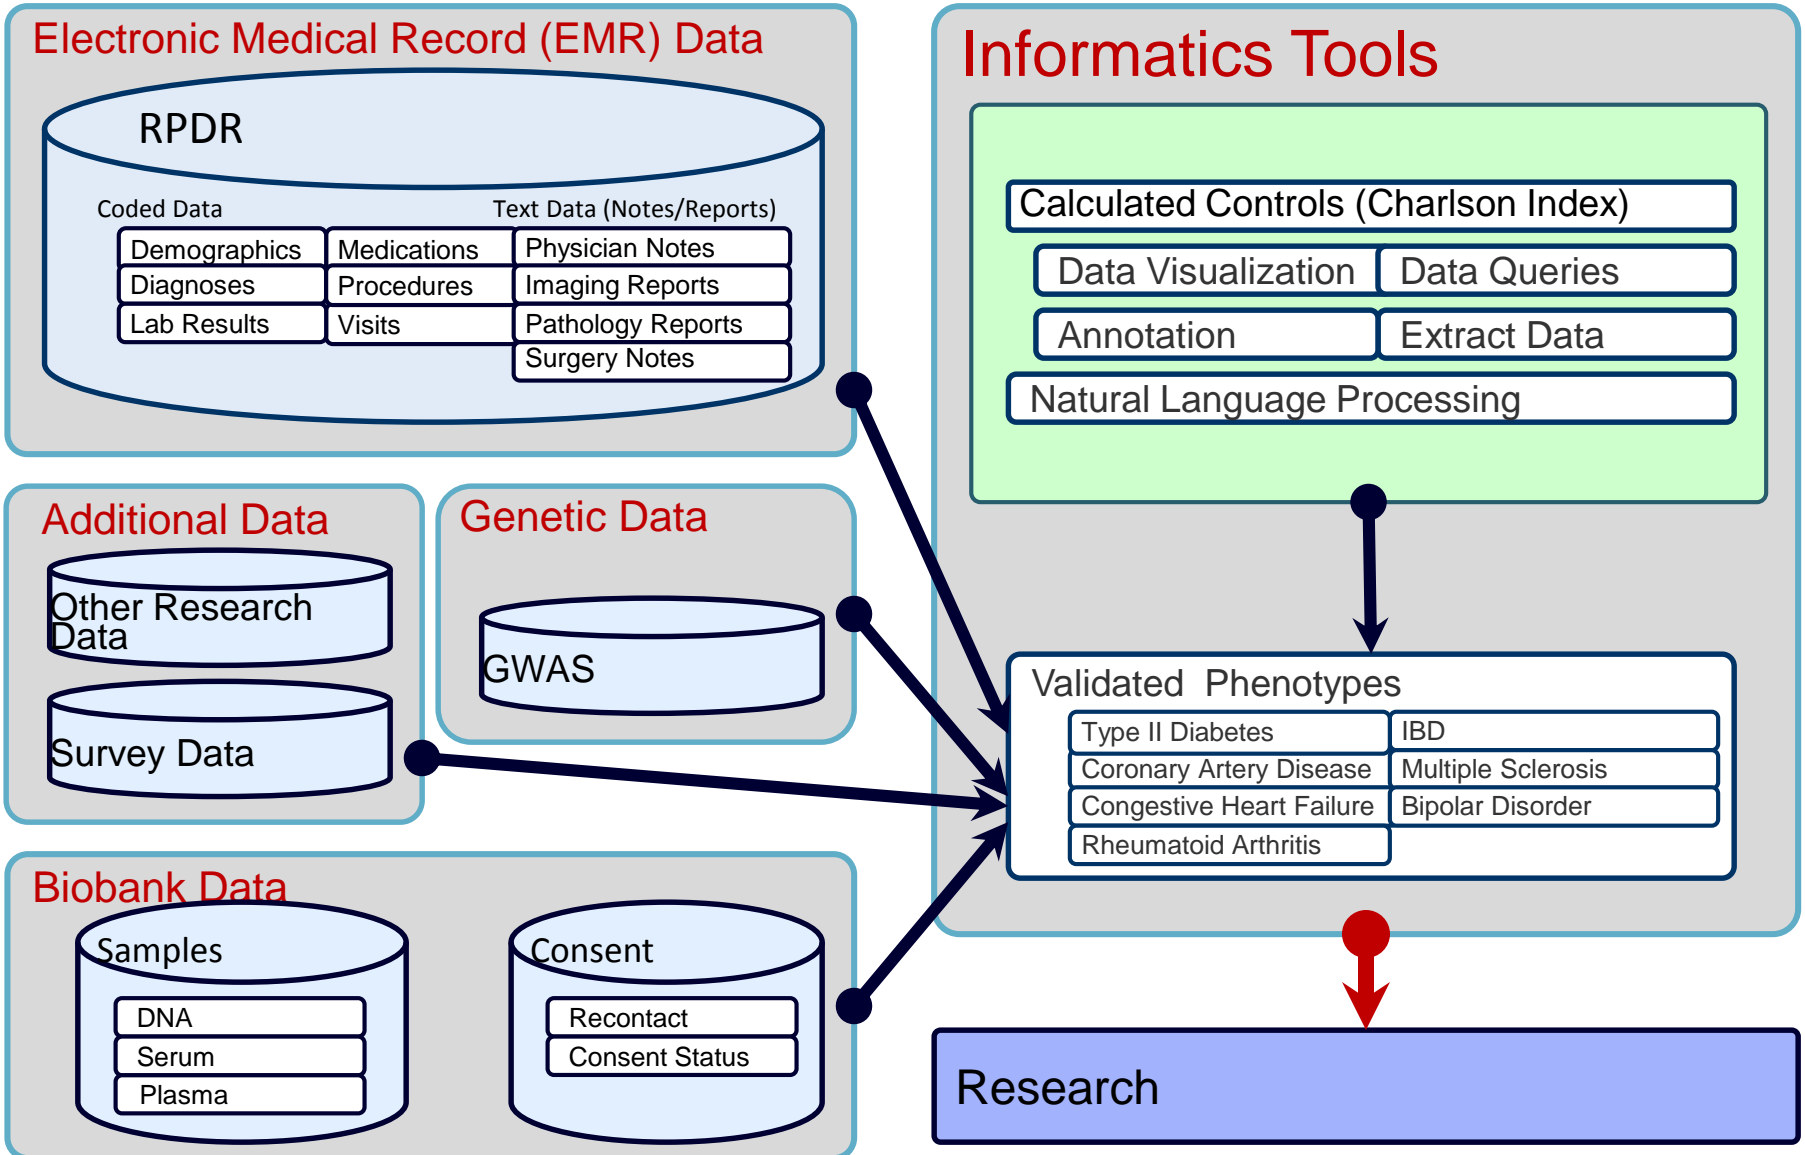 Electronic Medical Record (EMR) Data
RPDR
Coded Data
Text Data (Notes/Reports)
Demographics
Medications
Physician Notes
Diagnoses
Procedures
Imaging Reports
Lab Results
Visits
Pathology Reports
Surgery Notes
Additional Data
Other Research
Data
Survey Data
Genetic Data
GWAS
Biobank Data
Samples
DNA
Serum
Plasma
Consent
Recontact
Consent Status
Informatics Tools
Calculated Controls (Charlson Index)
Data Visualization
Data Queries
Annotation
Extract Data
Natural Language Processing
Validated Phenotypes
Type II Diabetes
IBD
Coronary Artery Disease
Multiple Sclerosis
Congestive Heart Failure
Bipolar Disorder
Rheumatoid Arthritis
Research